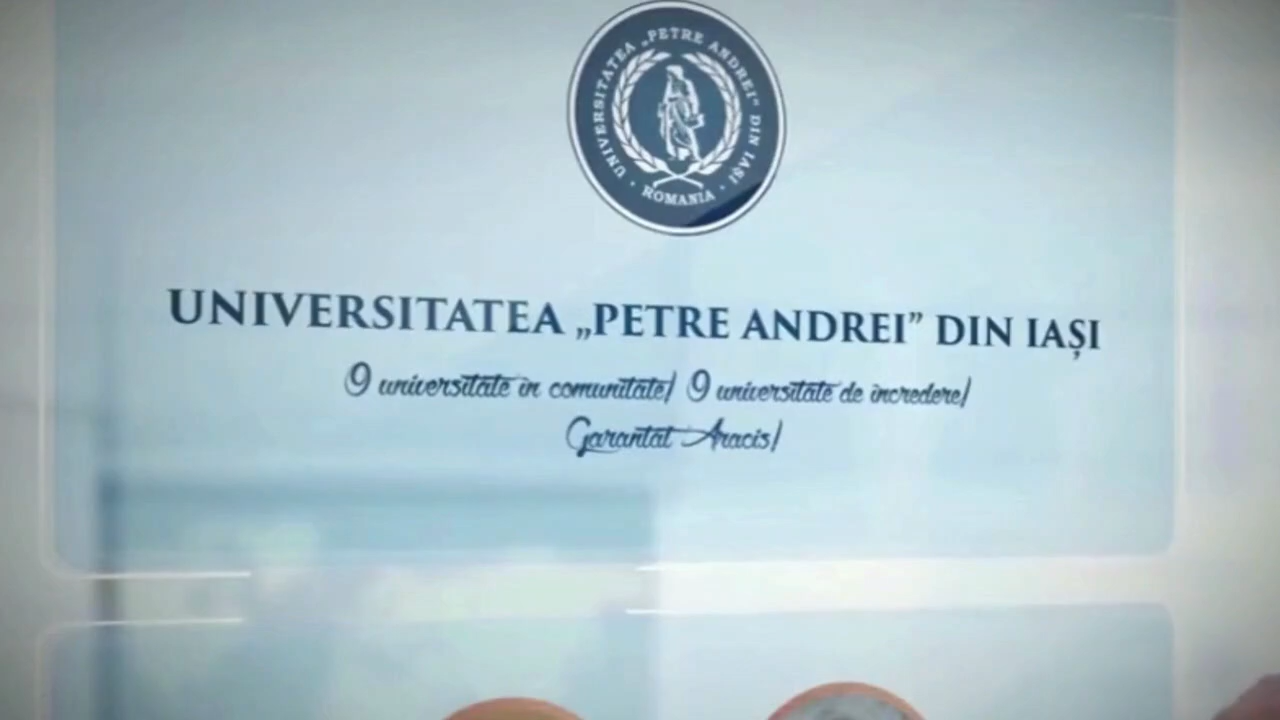 UNIVERSITATEA „PETRE ANDREI” DIN IAȘI
ROMANIA
UNIVERSITATEA „PETRE ANDREI” DIN IAȘI
O universitate în comunitate! O universitate de încredere!
Garantat Aracis!